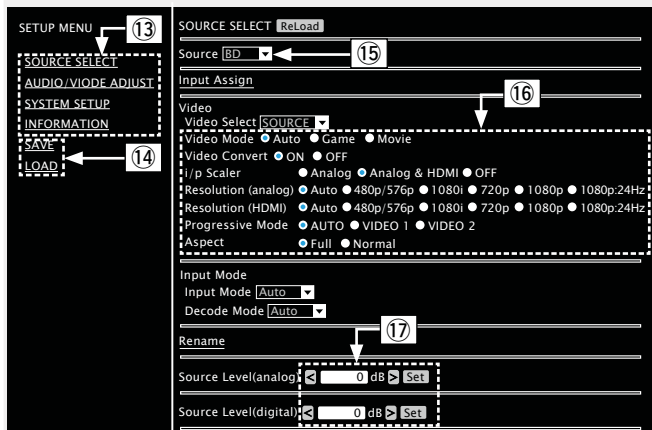 SETUP MENU ⑬
SOURCE SELECT
AUDIO/VIODE ADJUST
SYSTEM SETUP
INFORMATION
SAVE
LOAD ⑭
SOURCE SELECT ReLoad
Source BD ⑮
Input Assign
⑯
Video
Video Select SOURCE
Video Mode Auto Game Movie
Video Convert ON OFF
i/p Scaler Analog Analog & HDMI OFF
Resolution (analog) Auto 480p/576p 1080i 720p 1080p 1080p:24Hz
Resolution (HDMI) Auto 480p/576p 1080i 720p 1080p 1080p:24Hz
Progressive Mode AUTO VIDEO 1 VIDEO 2
Aspect Full Normal
Input Mode
Input Mode Auto
Decode Mode Auto
⑰
Rename
Source Level(analog) < 0 dB > Set
Source Level(digital) < 0 dB > Set